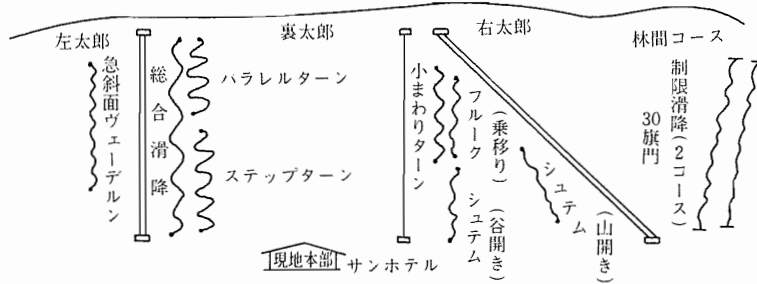 左太郎
裏太郎
右太郎
林間コース
急斜面ヴェーデルン
総合滑降
パラレルターン
ステップターン
小まわりターン
プルーク
(乗移り)
シュテム
(谷開き)
シュテム
(山開き)
制限滑降(2コース)
30旗門
現地本部
サンホテル